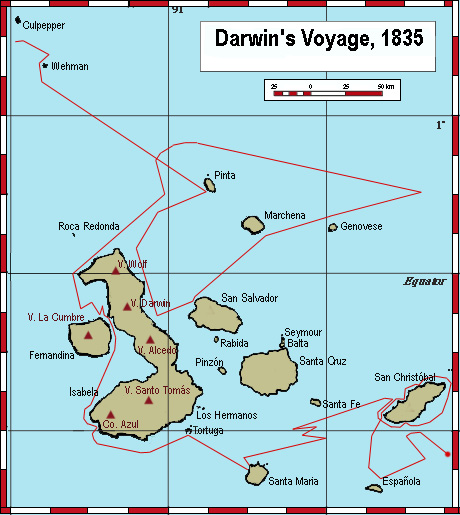 91
Culpepper
Darwin's Voyage, 1835
Wehman
25 0 25 50 km
1°
Pinta
Marchena
Genovese
Roca Redonda
V. Wolf
Equator
V. Darwin
San Salvador
V. La Cumbre
Seymour
Rabida
Balta
V. Alcedo
Fernandina
Pinzón
Santa Cruz
San Christóbal
Isabela
V. Santo Tomás
Santa Fe
Los Hermanos
Co. Azul
Tortuga
Santa Maria
Española